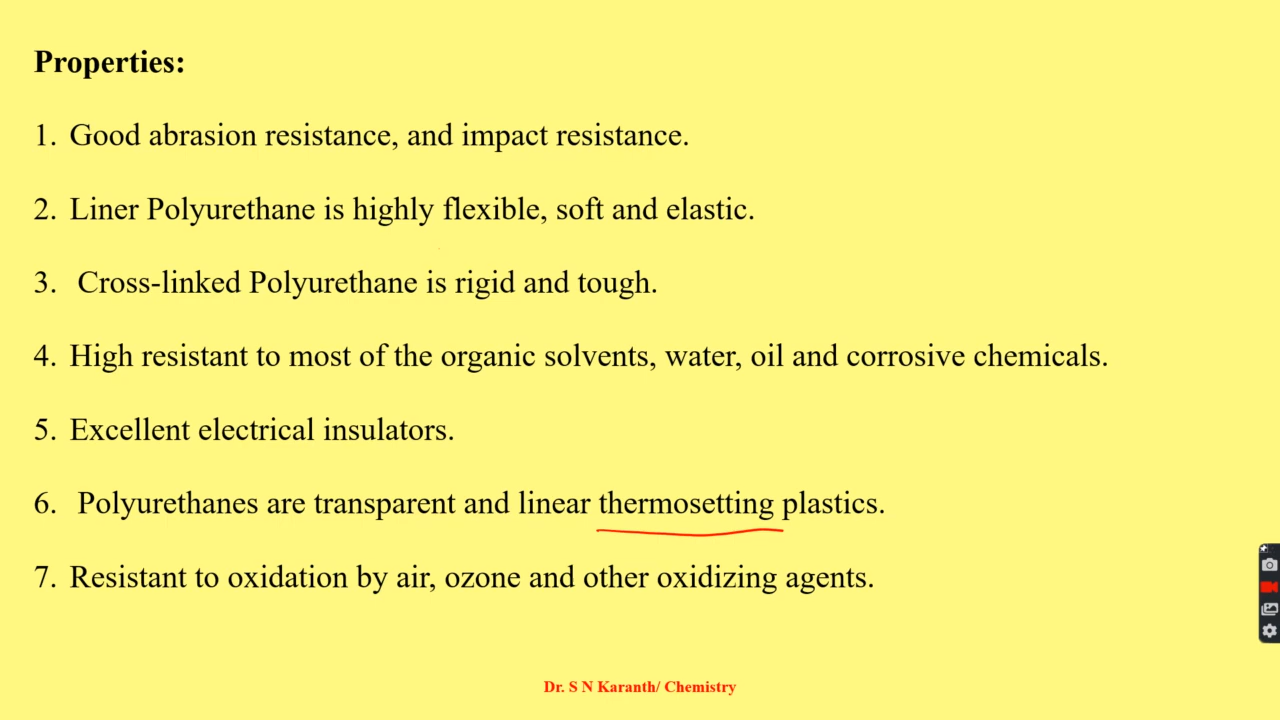 Properties:
1. Good abrasion resistance, and impact resistance.
2. Liner Polyurethane is highly flexible, soft and elastic.
3. Cross-linked Polyurethane is rigid and tough.
4. High resistant to most of the organic solvents, water, oil and corrosive chemicals.
5. Excellent electrical insulators.
6. Polyurethanes are transparent and linear thermosetting plastics.
7. Resistant to oxidation by air, ozone and other oxidizing agents.
Dr. S N Karanth/ Chemistry